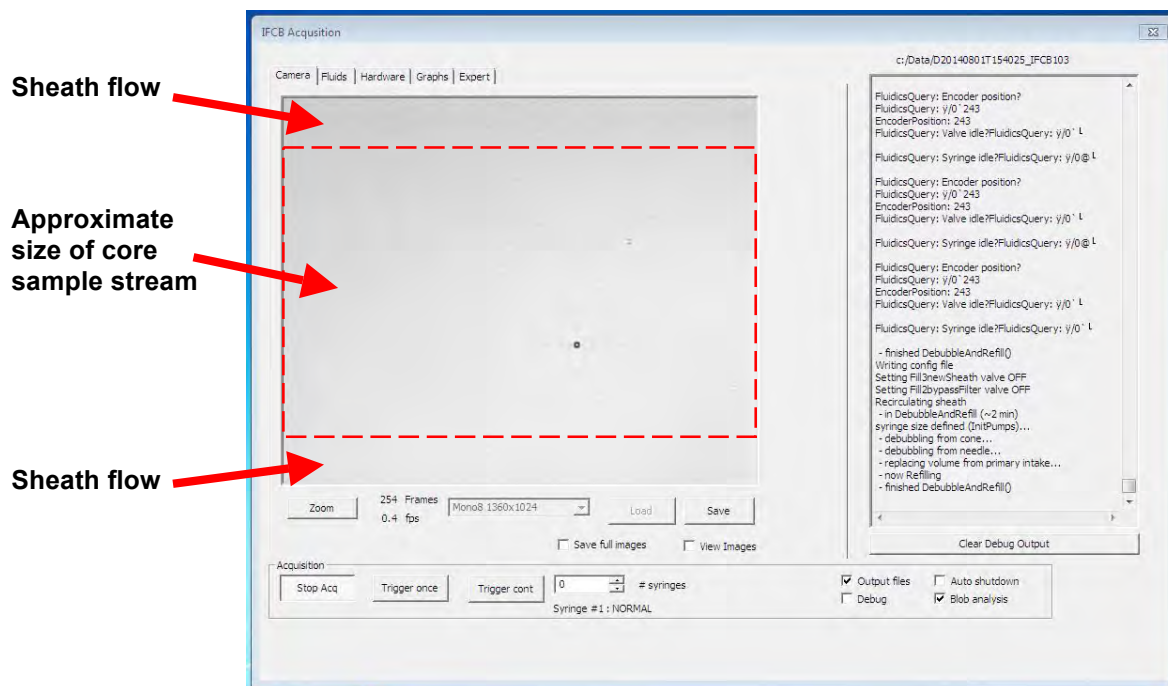 IFCB Acqusition
Sheath flow
Approximate
size of core
sample stream
Sheath flow
Camera Fluids Hardware Graphs Expert
Zoom
254 Frames
0.4 fps
Mono8 1360x1024
Load
Save
Save full images
View Images
c:/Data/D20140801T154025_IFCB103
FluidicsQuery: Encoder position?
FluidicsQuery: ÿ/0`243
EncoderPosition: 243
FluidicsQuery: Valve idle?FluidicsQuery: ÿ/0`└
FluidicsQuery: Syringe idle?FluidicsQuery: ÿ/0@└
FluidicsQuery: Encoder position?
FluidicsQuery: ÿ/0`243
EncoderPosition: 243
FluidicsQuery: Valve idle?FluidicsQuery: ÿ/0`└
FluidicsQuery: Syringe idle?FluidicsQuery: ÿ/0@└
FluidicsQuery: Encoder position?
FluidicsQuery: ÿ/0`243
EncoderPosition: 243
FluidicsQuery: Valve idle?FluidicsQuery: ÿ/0`└
FluidicsQuery: Syringe idle?FluidicsQuery: ÿ/0`└
- finished DebubbleAndRefill()
Writing config file
Setting Fill3newSheath valve OFF
Setting Fill2bypassFilter valve OFF
Recirculating sheath
- in DebubbleAndRefill (~2 min)
syringe size defined (InitPumps)...
- debubbling from cone...
- debubbling from needle...
- replacing volume from primary intake...
- now Refilling
- finished DebubbleAndRefill()
Clear Debug Output
Acquisition
Stop Acq
Trigger once
Trigger cont
0
# syringes
Syringe #1 : NORMAL
Output files
Auto shutdown
Debug
Blob analysis